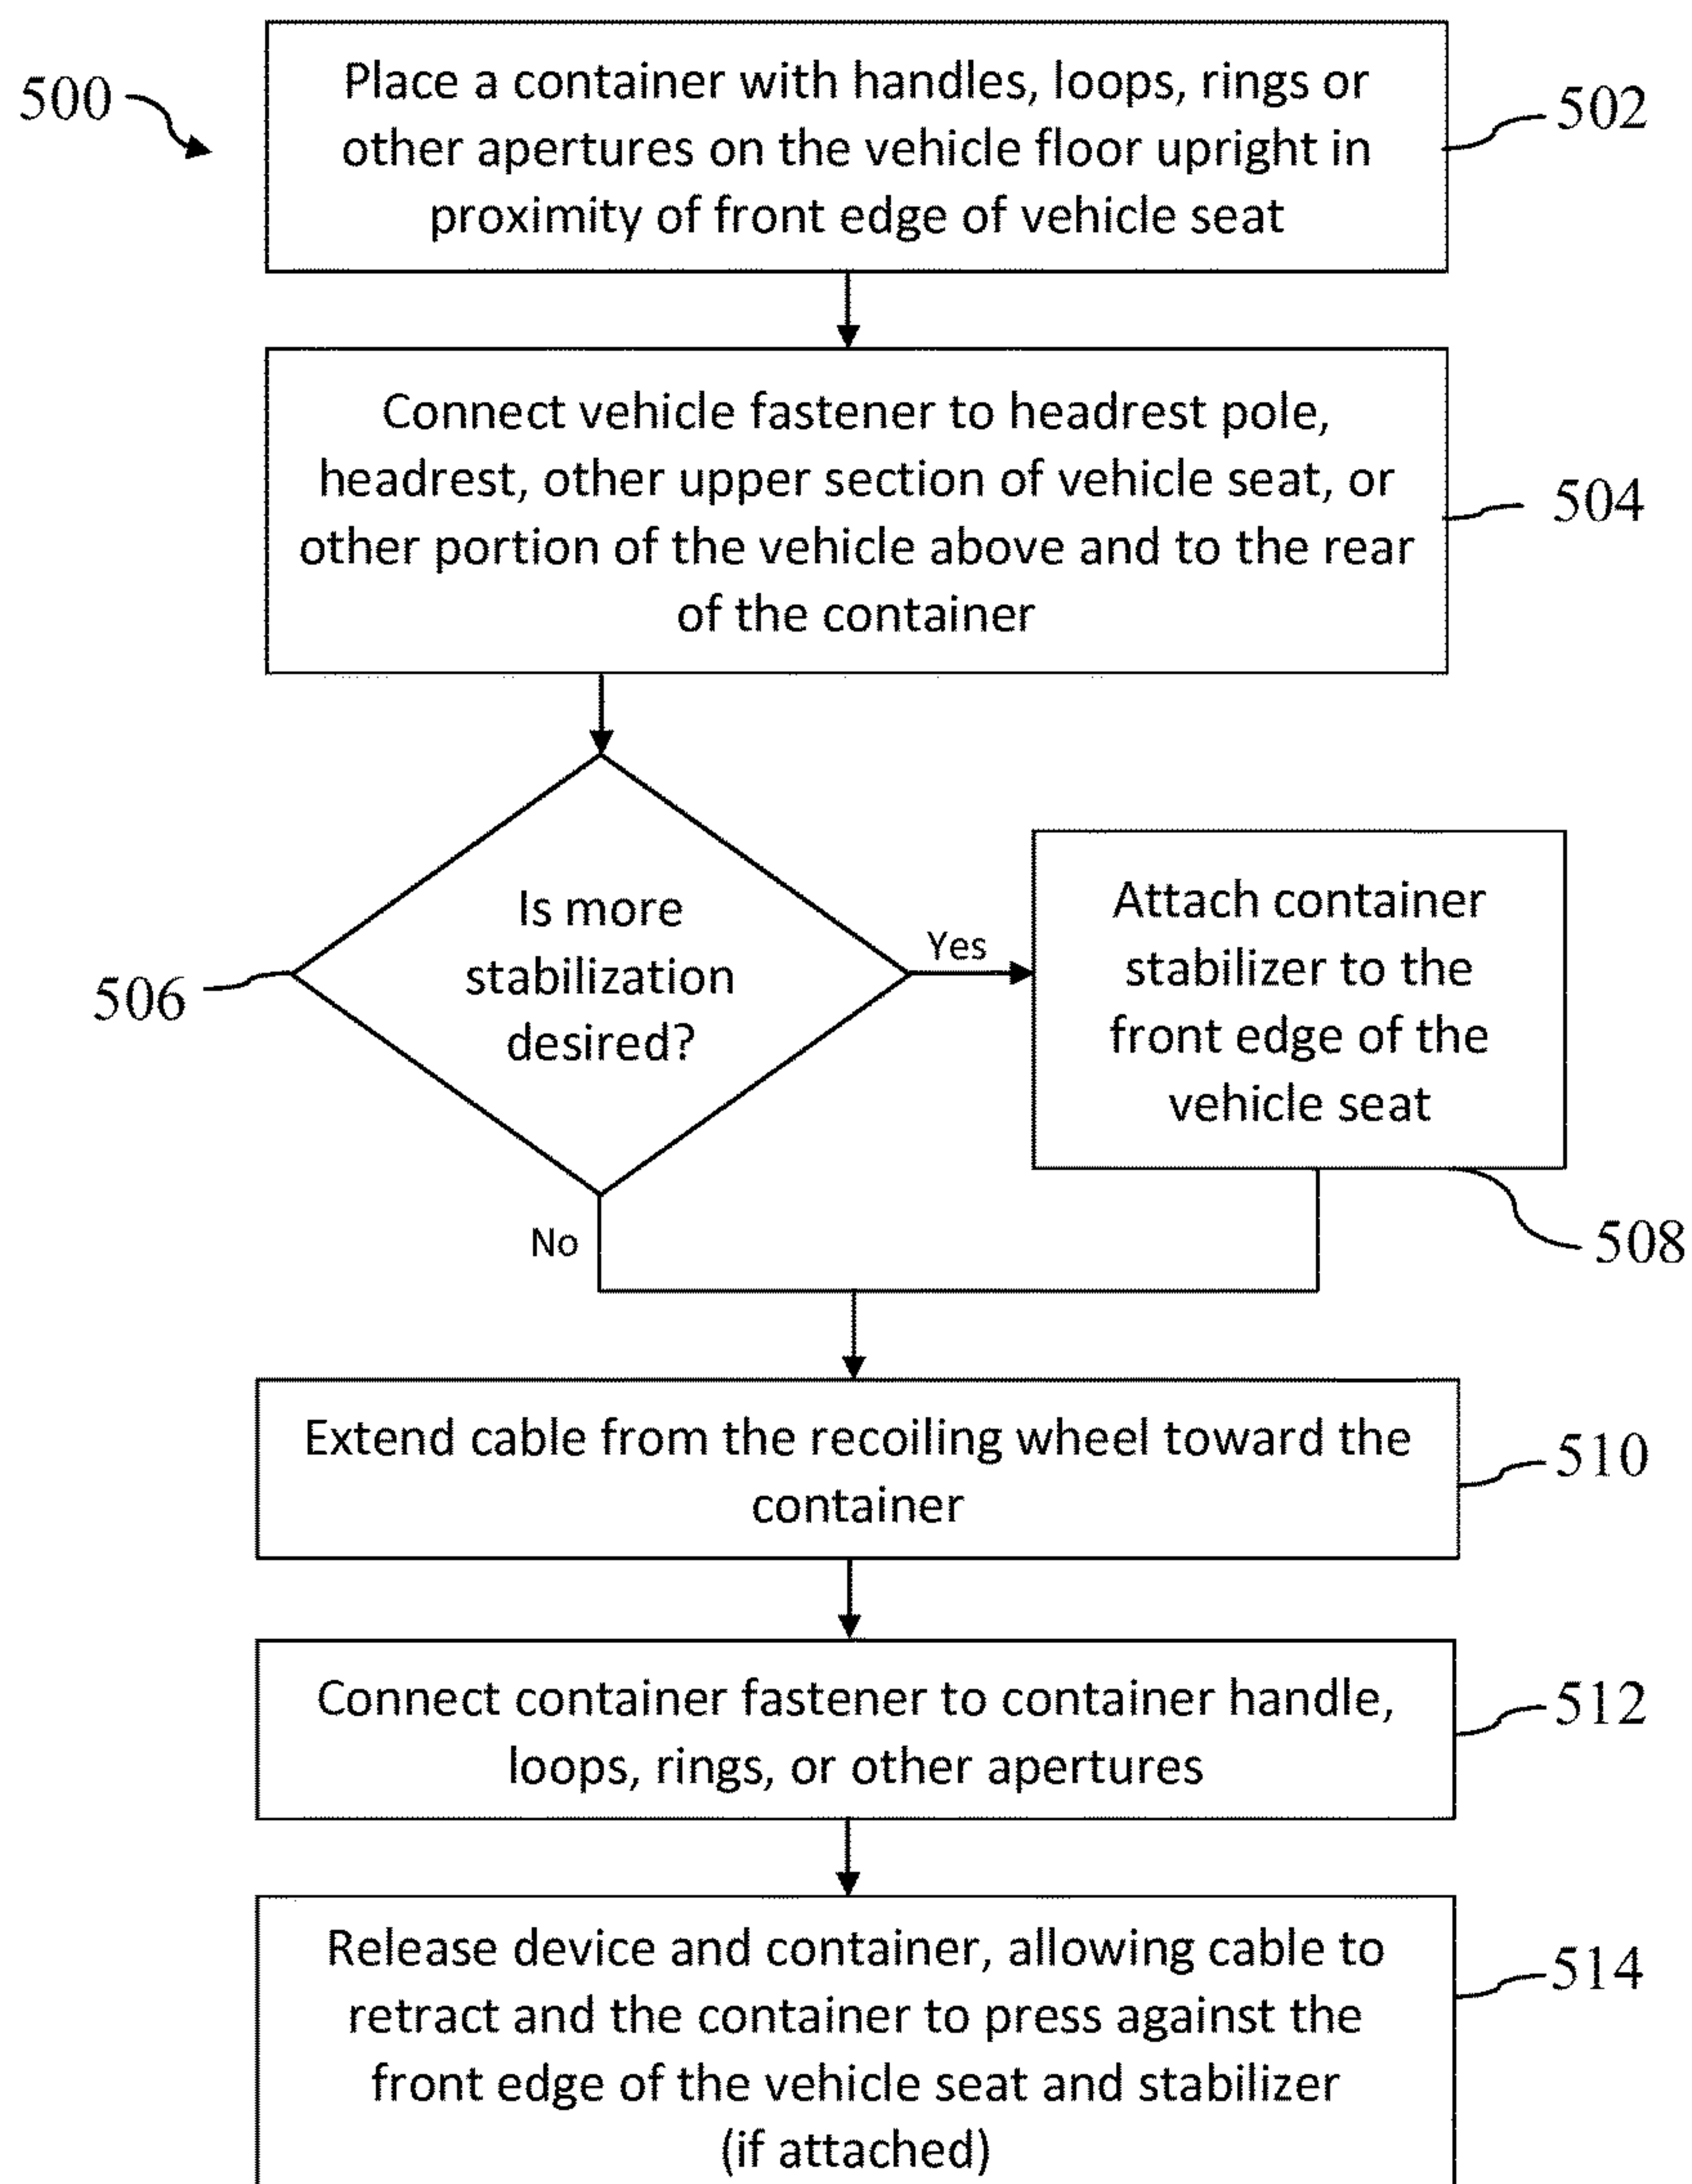 500
Place a container with handles, loops, rings or
other apertures on the vehicle floor upright in
proximity of front edge of vehicle seat
502
Connect vehicle fastener to headrest pole,
headrest, other upper section of vehicle seat, or
other portion of the vehicle above and to the rear
of the container
504
Is more
stabilization
desired?
506
Yes
Attach container
stabilizer to the
front edge of the
vehicle seat
508
No
Extend cable from the recoiling wheel toward the
container
510
Connect container fastener to container handle,
loops, rings, or other apertures
512
Release device and container, allowing cable to
retract and the container to press against the
front edge of the vehicle seat and stabilizer
(if attached)
514